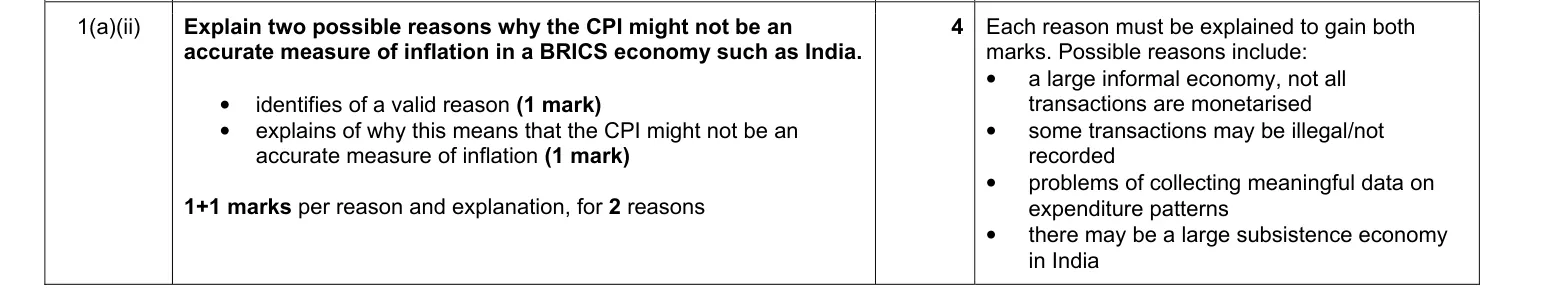 1(a)(ii)
Explain two possible reasons why the CPI might not be an
accurate measure of inflation in a BRICS economy such as India.
• identifies of a valid reason (1 mark)
• explains of why this means that the CPI might not be an
accurate measure of inflation (1 mark)
1+1 marks per reason and explanation, for 2 reasons
4
Each reason must be explained to gain both
marks. Possible reasons include:
• a large informal economy, not all
transactions are monetarised
• some transactions may be illegal/not
recorded
• problems of collecting meaningful data on
expenditure patterns
• there may be a large subsistence economy
in India